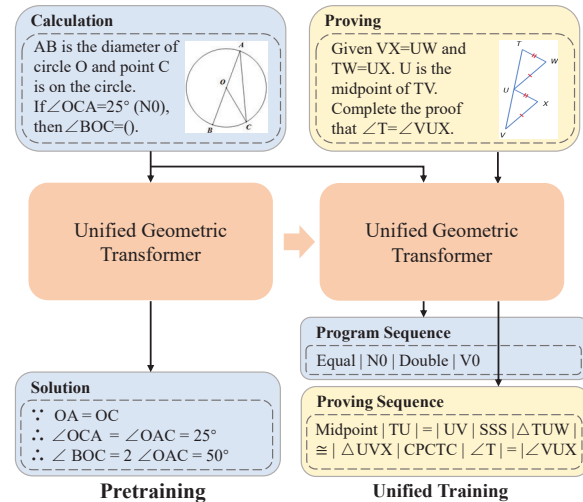 Calculation
AB is the diameter of
circle O and point C
is on the circle.
If∠OCA=25° (N0),
then ∠BOC=().
A
O
B
C
Proving
Given VX=UW and
TW=UX. U is the
midpoint of TV.
Complete the proof
that ∠T=∠VUX.
T
W
U
X
V
Unified Geometric
Transformer
Unified Geometric
Transformer
Program Sequence
Equal | N0 | Double | V0
Solution
∵ OA = OC
∴ ∠OCA = ∠OAC = 25°
∴ ∠ BOC = 2 ∠OAC = 50°
Proving Sequence
Midpoint | TU | = | UV | SSS |△TUW |
≅ | △UVX | CPCTC | ∠T | = |∠VUX
Pretraining
Unified Training